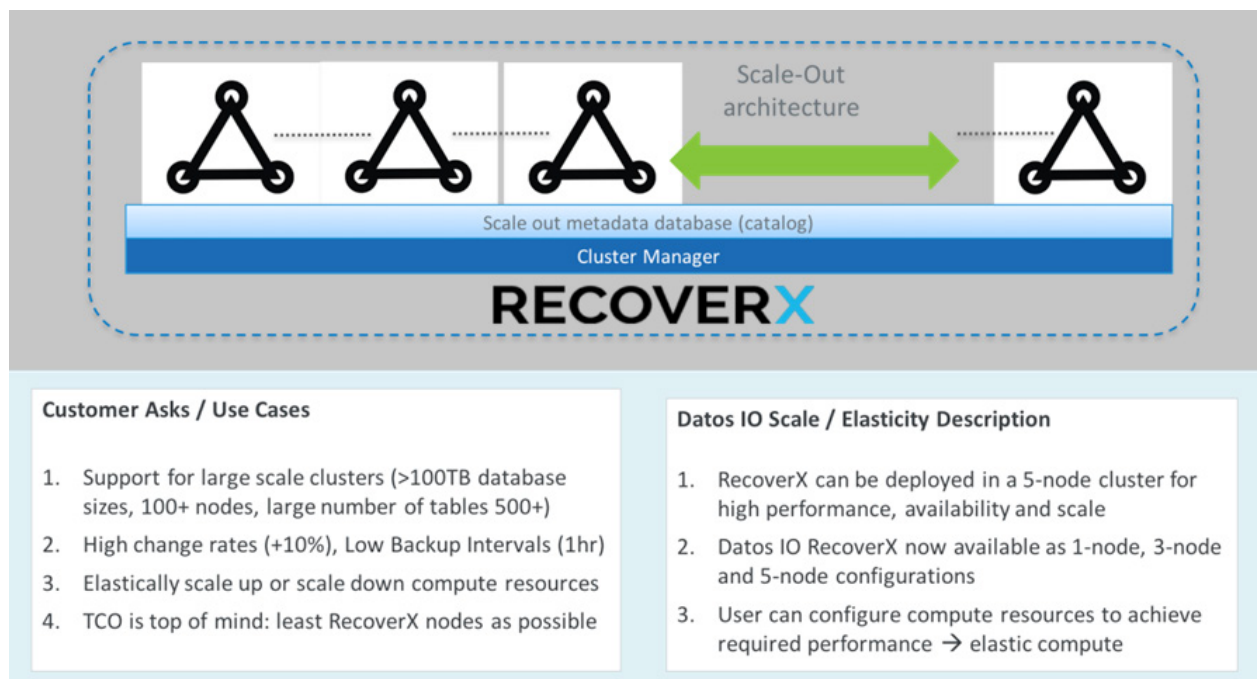 Scale-Out
architecture
Scale out metadata database (catalog)
Cluster Manager
RECOVERX
Customer Asks / Use Cases
1. Support for large scale clusters (>100TB database
sizes, 100+ nodes, large number of tables 500+)
2. High change rates (+10%), Low Backup Intervals (1hr)
3. Elastically scale up or scale down compute resources
4. TCO is top of mind: least RecoverX nodes as possible
Datos IO Scale / Elasticity Description
1. RecoverX can be deployed in a 5-node cluster for
high performance, availability and scale
2. Datos IO RecoverX now available as 1-node, 3-node
and 5-node configurations
3. User can configure compute resources to achieve
required performance → elastic compute